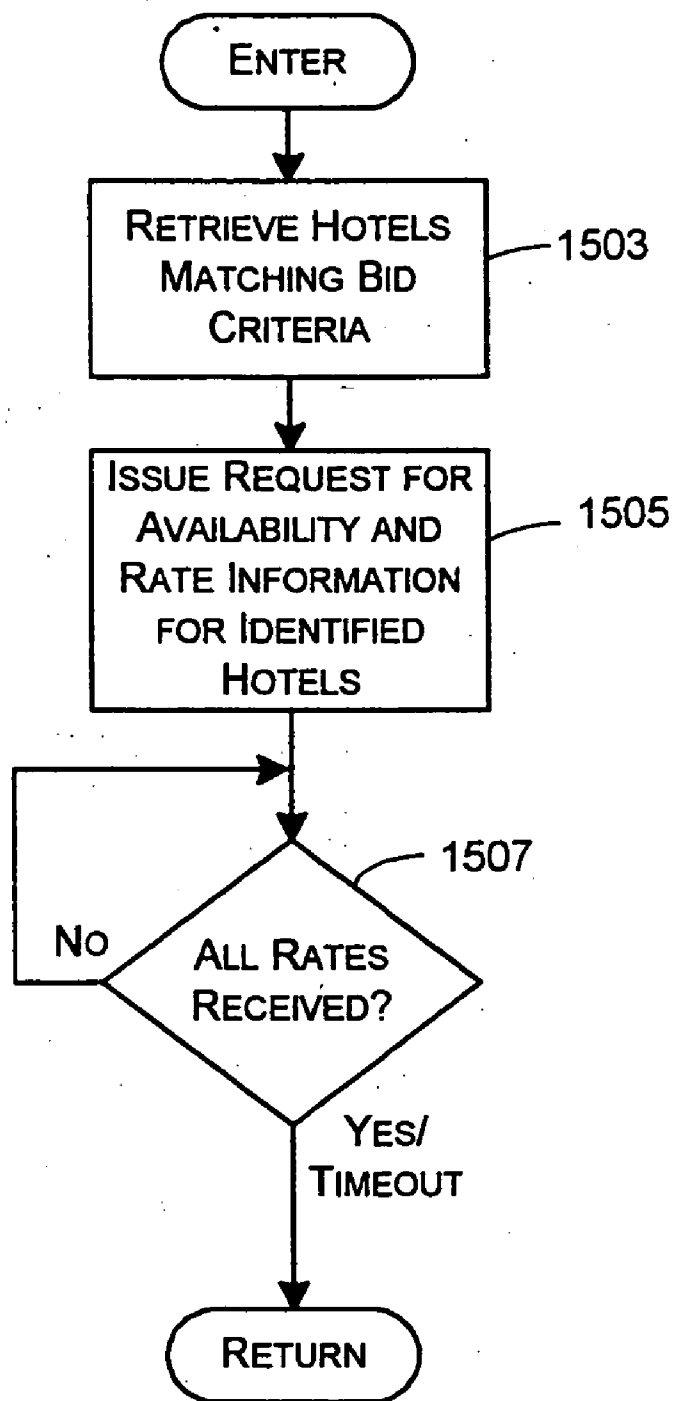 ENTER
RETRIEVE HOTELS
MATCHING BID
CRITERIA
1503
ISSUE REQUEST FOR
AVAILABILITY AND
RATE INFORMATION
FOR IDENTIFIED
HOTELS
1505
1507
NO
ALL RATES
RECEIVED?
YES/
TIMEOUT
RETURN